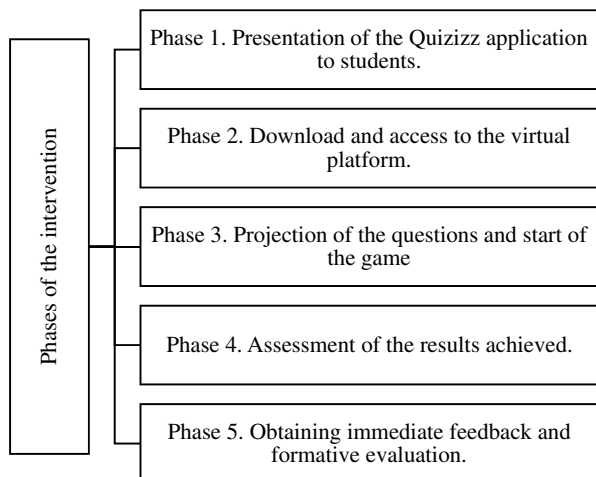 Phases of the intervention
Phase 1. Presentation of the Quizizz application
to students.
Phase 2. Download and access to the virtual
platform.
Phase 3. Projection of the questions and start of
the game
Phase 4. Assessment of the results achieved.
Phase 5. Obtaining immediate feedback and
formative evaluation.